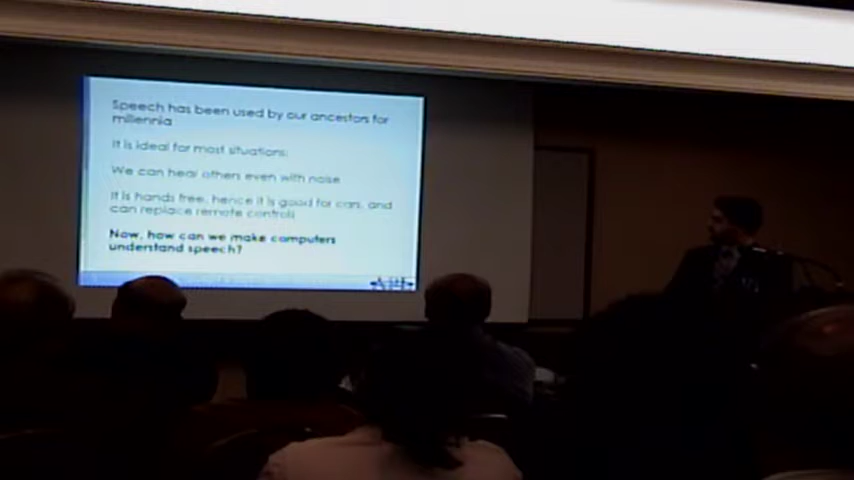 Speech has been used by our ancestors for
millennia
It is ideal for most situations.
We can hear others even with noise
It is hands free, hence it is good for cars, and
can replace remote controls
Now, how can we make computers
understand speech?